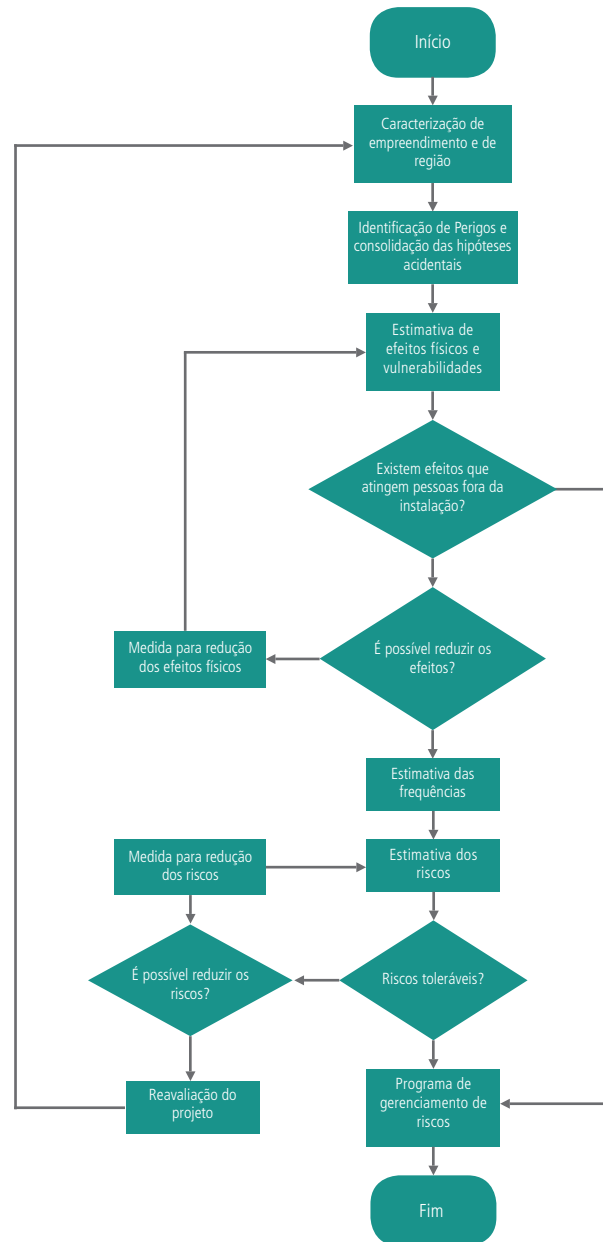 Início
Caracterização de
empreendimento e de
região
Identificação de Perigos e
consolidação das hipóteses
acidentais
Estimativa de
efeitos físicos e
vulnerabilidades
Existem efeitos que
atingem pessoas fora da
instalação?
É possível reduzir os
efeitos?
Medida para redução
dos efeitos físicos
Estimativa das
frequências
Medida para redução
dos riscos
Estimativa dos
riscos
É possível reduzir os
riscos?
Riscos toleráveis?
Reavaliação do
projeto
Programa de
gerenciamento de
riscos
Fim